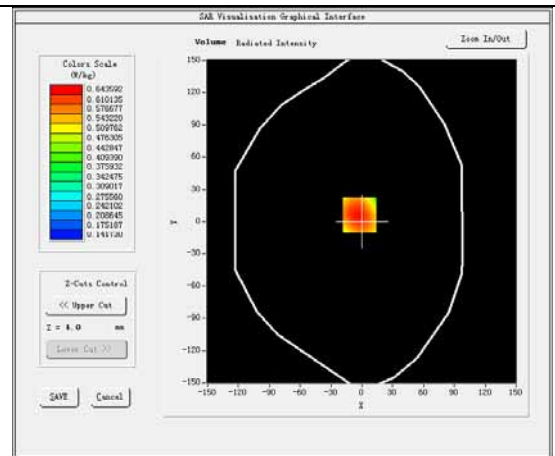 SAR Visualisation Graphical Interface
Volume Radiated Intensity
Zoom In/Out
Colors Scale
(W/kg)
0.643592
0.610135
0.576677
0.543220
0.509762
0.476305
0.442847
0.409390
0.375932
0.342475
0.309017
0.275560
0.242102
0.208645
0.175187
0.141730
150
120
90
60
30
0
-30
-60
-90
-120
-150
Y
-150 -120 -90 -60 -30 0 30 60 90 120 150
X
Z-Cuts Control
<< Upper Cut
Z = 4.0 mm
Lower Cut >>
SAVE Cancel